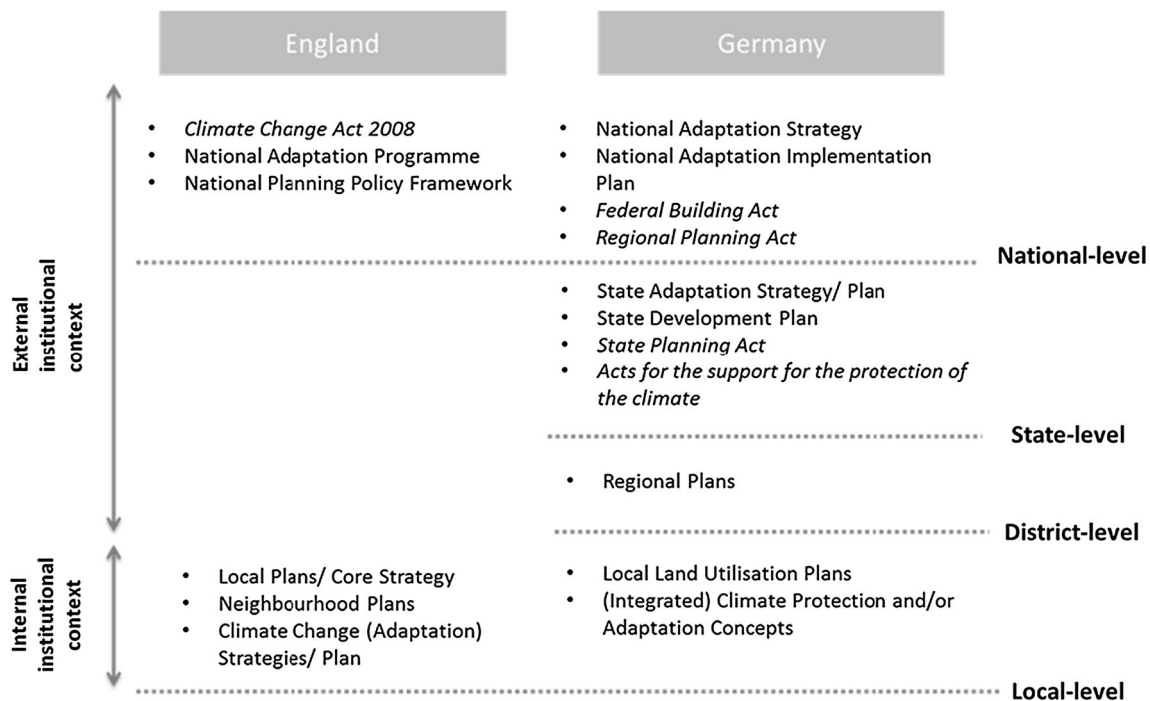 England
Germany
• Climate Change Act 2008
• National Adaptation Programme
• National Planning Policy Framework
• National Adaptation Strategy
• National Adaptation Implementation
Plan
• Federal Building Act
• Regional Planning Act
National-level
External
institutional
context
• State Adaptation Strategy/ Plan
• State Development Plan
• State Planning Act
• Acts for the support for the protection of
the climate
State-level
• Regional Plans
District-level
Internal
institutional
context
• Local Plans/ Core Strategy
• Neighbourhood Plans
• Climate Change (Adaptation)
Strategies/ Plan
• Local Land Utilisation Plans
• (Integrated) Climate Protection and/or
Adaptation Concepts
Local-level